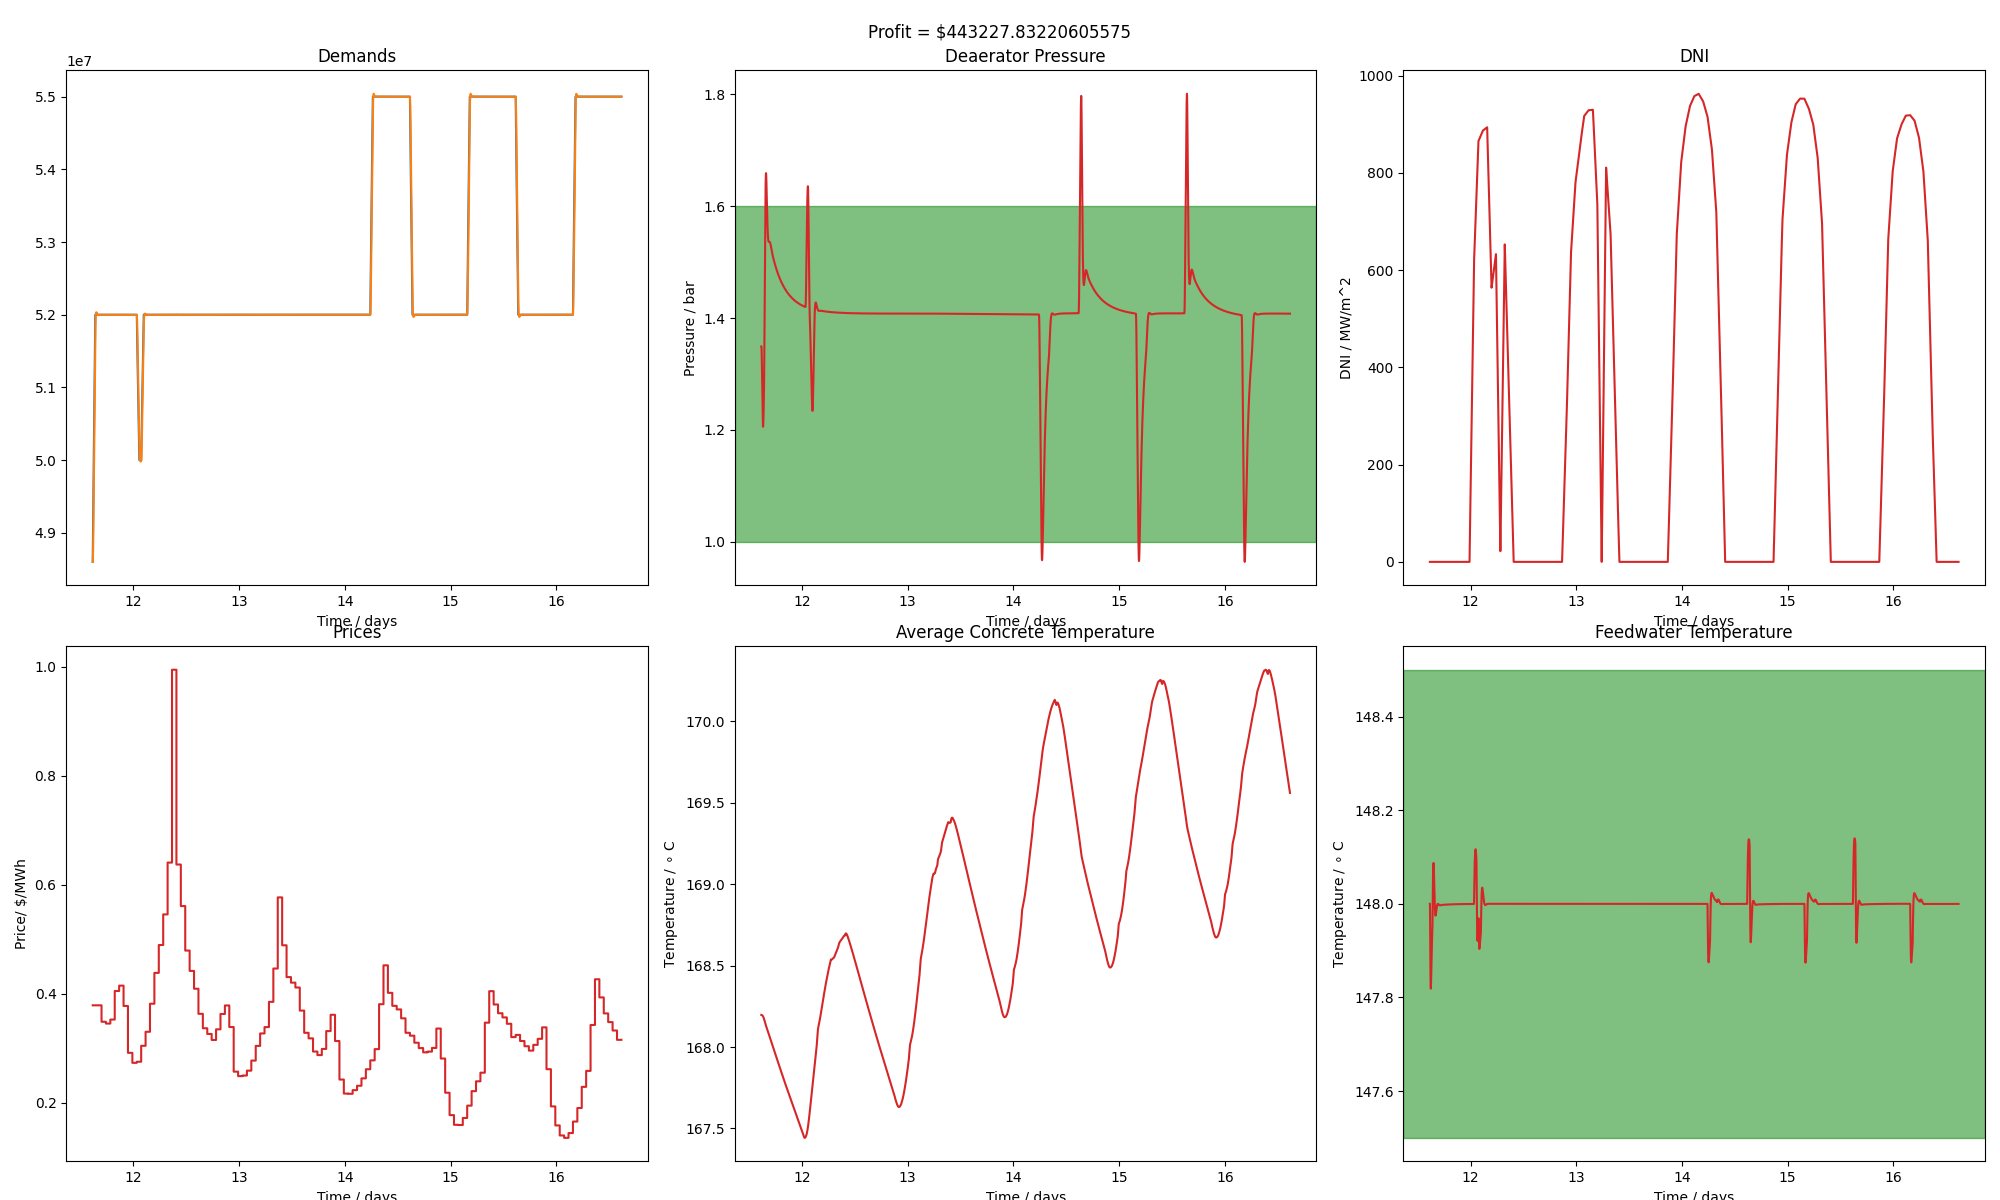 Profit = $443227.83220605575
Demands
1e7
5.5
5.4
5.3
5.2
5.1
5.0
4.9
12 13 14 15 16
Time / days
Deaerator Pressure
Pressure / bar
1.8
1.6
1.4
1.2
1.0
12 13 14 15 16
Time / days
DNI
DNI / MW/m^2
1000
800
600
400
200
0
12 13 14 15 16
Time / days
Prices
Price/ $/MWh
1.0
0.8
0.6
0.4
0.2
12 13 14 15 16
Time / days
Average Concrete Temperature
Temperature / ∘ C
170.0
169.5
169.0
168.5
168.0
167.5
12 13 14 15 16
Time / days
Feedwater Temperature
Temperature / ∘ C
148.4
148.2
148.0
147.8
147.6
12 13 14 15 16
Time / days